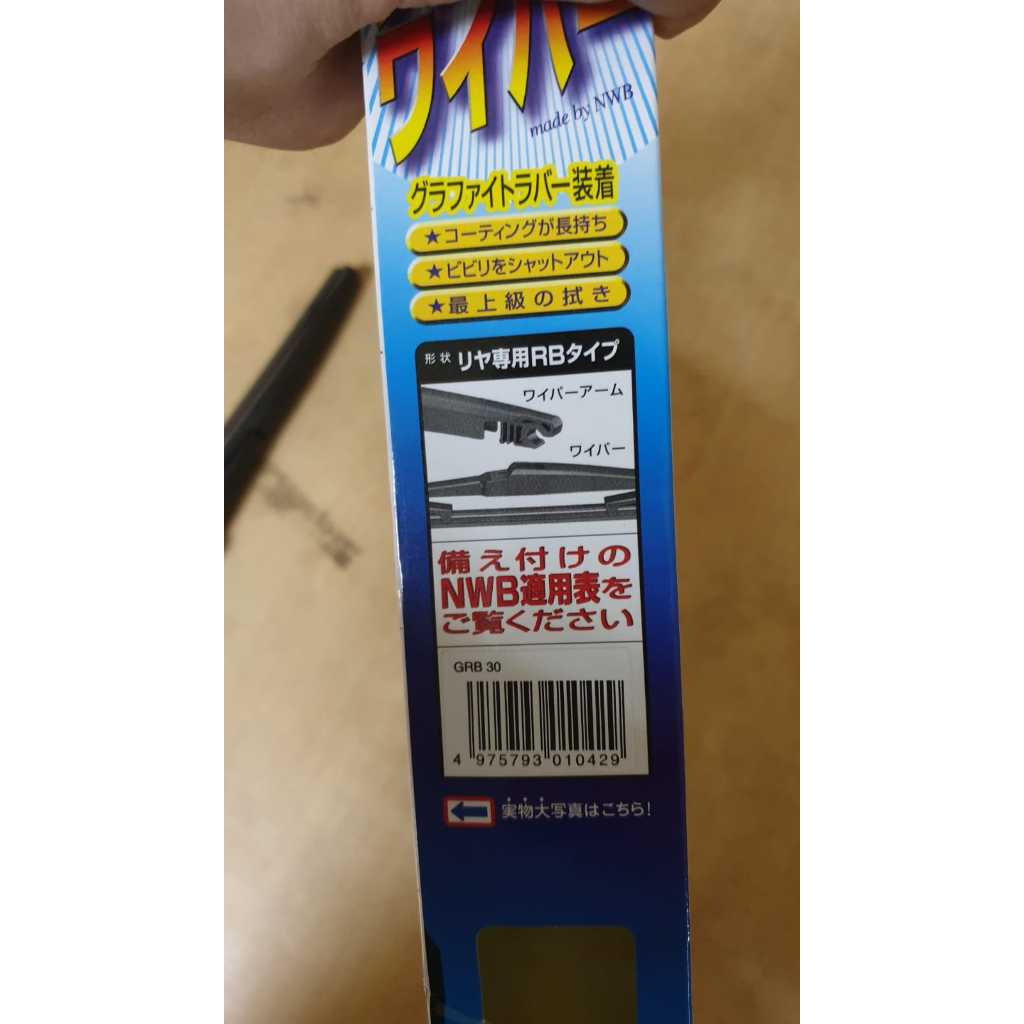 ワイパー
made by NWB
グラファイトラバー装着
★コーティングが長持ち
★ビビリをシャットアウト
★最上級の拭き
形状 リヤ専用RBタイプ
ワイパーアーム
ワイパー
備え付けの
NWB適用表を
ご覧ください
GRB 30
4 975793 010429
実物大写真はこちら!